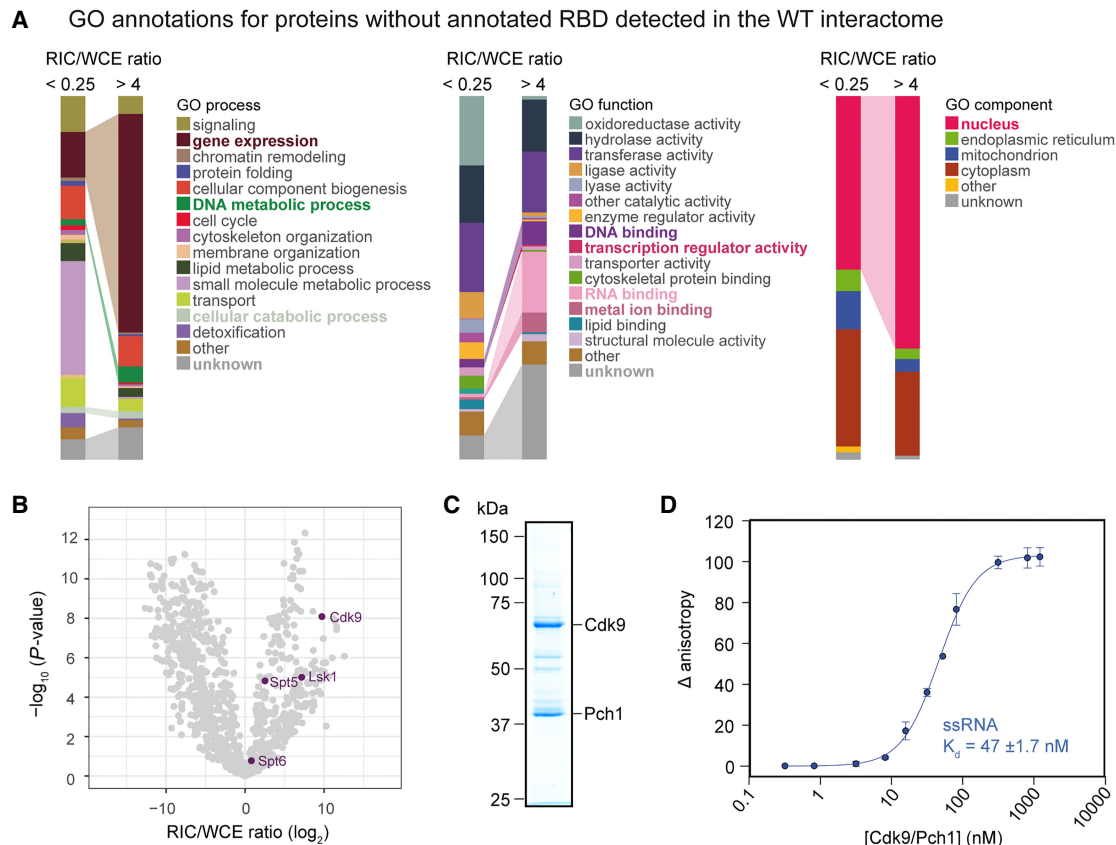 A GO annotations for proteins without annotated RBD detected in the WT interactome
RIC/WCE ratio
< 0.25 > 4
GO process
signaling
gene expression
chromatin remodeling
protein folding
cellular component biogenesis
DNA metabolic process
cell cycle
cytoskeleton organization
membrane organization
lipid metabolic process
small molecule metabolic process
transport
cellular catabolic process
detoxification
other
unknown
RIC/WCE ratio
< 0.25 > 4
GO function
oxidoreductase activity
hydrolase activity
transferase activity
ligase activity
lyase activity
other catalytic activity
enzyme regulator activity
DNA binding
transcription regulator activity
transporter activity
cytoskeletal protein binding
RNA binding
metal ion binding
lipid binding
structural molecule activity
other
unknown
RIC/WCE ratio
< 0.25 > 4
GO component
nucleus
endoplasmic reticulum
mitochondrion
cytoplasm
other
unknown
B
−log10 (P-value)
12
10
8
6
4
2
0
Cdk9
Spt5
Lsk1
Spt6
−10 0 10
RIC/WCE ratio (log2)
C
kDa
150
100
75
50
37
25
Cdk9
Pch1
D
Δ anisotropy
120
100
80
60
40
20
0
ssRNA
Kd = 47 ±1.7 nM
0.1 1 10 100 1000 10000
[Cdk9/Pch1] (nM)